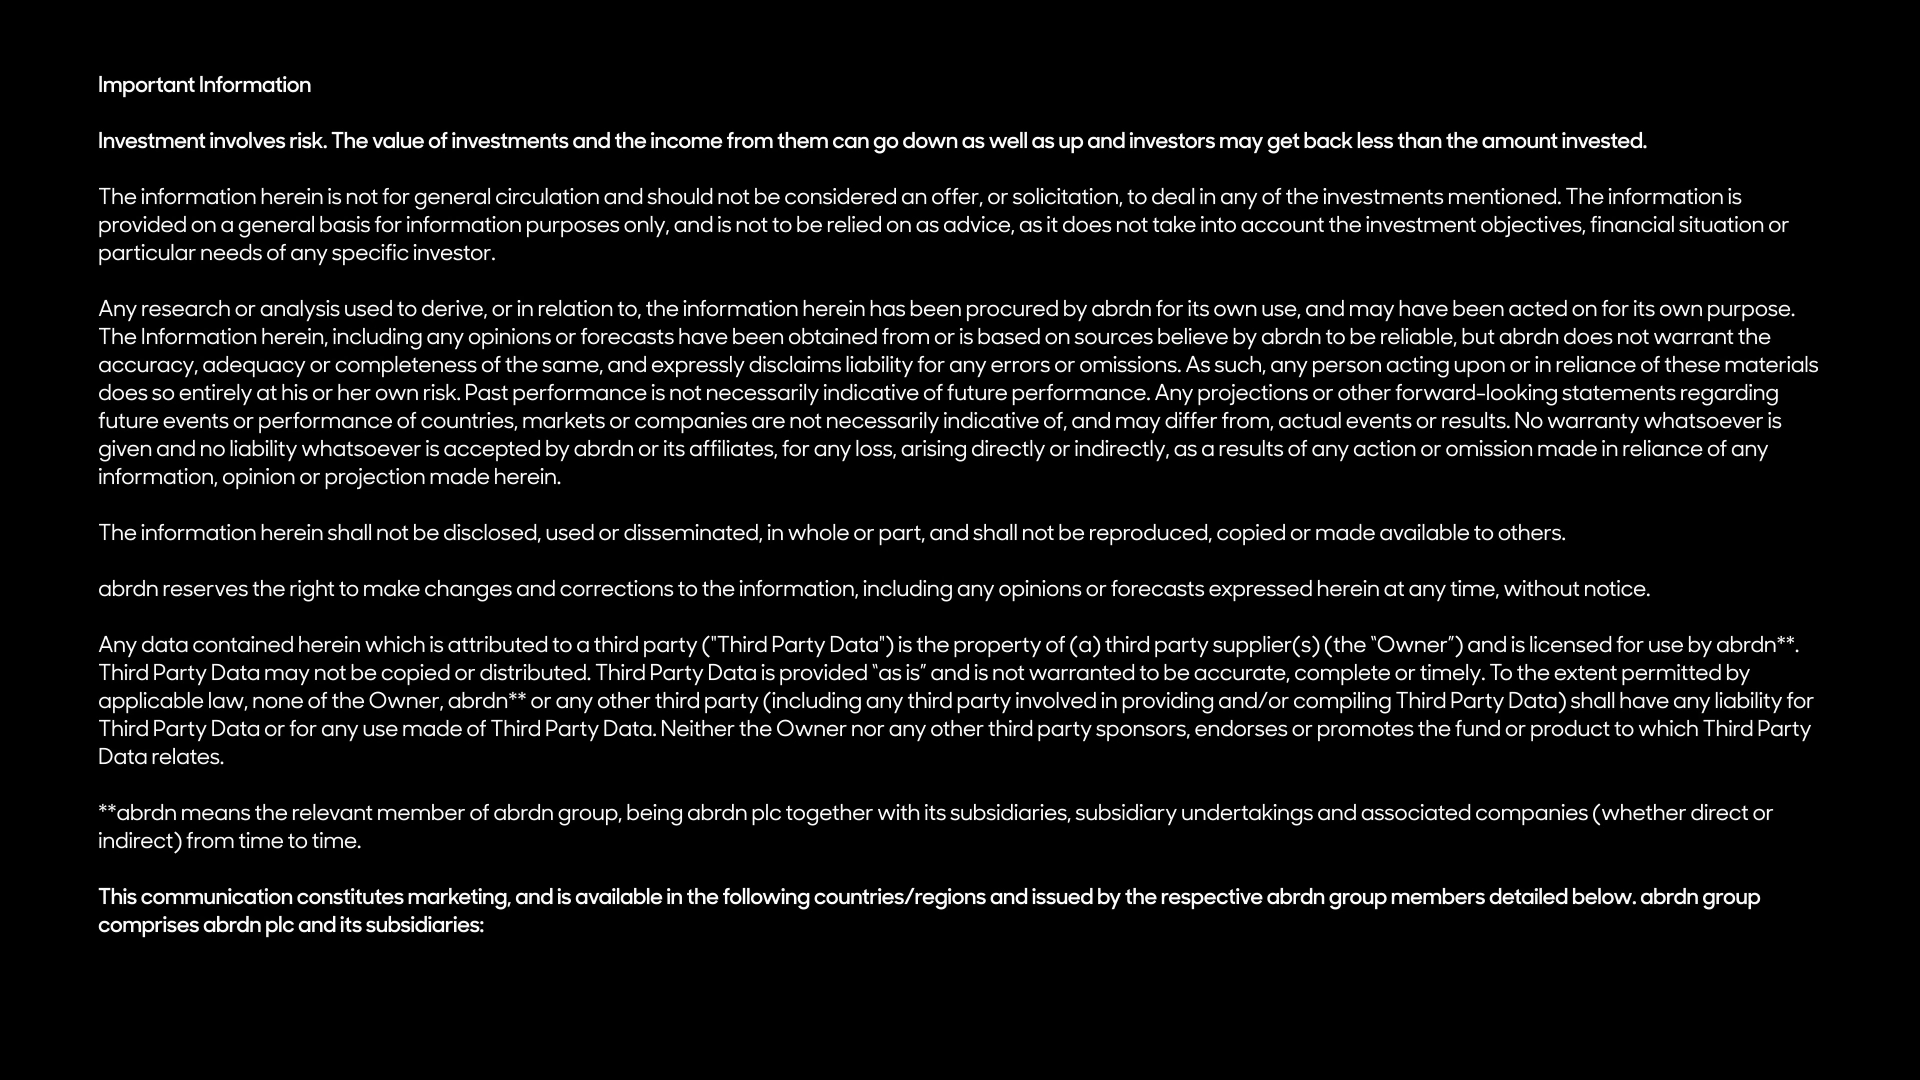 Important Information
Investment involves risk. The value of investments and the income from them can go down as well as up and investors may get back less than the amount invested.
The information herein is not for general circulation and should not be considered an offer, or solicitation, to deal in any of the investments mentioned. The information is
provided on a general basis for information purposes only, and is not to be relied on as advice, as it does not take into account the investment objectives, financial situation or
particular needs of any specific investor.
Any research or analysis used to derive, or in relation to, the information herein has been procured by abrdn for its own use, and may have been acted on for its own purpose.
The Information herein, including any opinions or forecasts have been obtained from or is based on sources believe by abrdn to be reliable, but abrdn does not warrant the
accuracy, adequacy or completeness of the same, and expressly disclaims liability for any errors or omissions. As such, any person acting upon or in reliance of these materials
does so entirely at his or her own risk. Past performance is not necessarily indicative of future performance. Any projections or other forward-looking statements regarding
future events or performance of countries, markets or companies are not necessarily indicative of, and may differ from, actual events or results. No warranty whatsoever is
given and no liability whatsoever is accepted by abrdn or its affiliates, for any loss, arising directly or indirectly, as a results of any action or omission made in reliance of any
information, opinion or projection made herein.
The information herein shall not be disclosed, used or disseminated, in whole or part, and shall not be reproduced, copied or made available to others.
abrdn reserves the right to make changes and corrections to the information, including any opinions or forecasts expressed herein at any time, without notice.
Any data contained herein which is attributed to a third party ("Third Party Data") is the property of (a) third party supplier(s) (the “Owner”) and is licensed for use by abrdn**.
Third Party Data may not be copied or distributed. Third Party Data is provided “as is” and is not warranted to be accurate, complete or timely. To the extent permitted by
applicable law, none of the Owner, abrdn** or any other third party (including any third party involved in providing and/or compiling Third Party Data) shall have any liability for
Third Party Data or for any use made of Third Party Data. Neither the Owner nor any other third party sponsors, endorses or promotes the fund or product to which Third Party
Data relates.
**abrdn means the relevant member of abrdn group, being abrdn plc together with its subsidiaries, subsidiary undertakings and associated companies (whether direct or
indirect) from time to time.
This communication constitutes marketing, and is available in the following countries/regions and issued by the respective abrdn group members detailed below. abrdn group
comprises abrdn plc and its subsidiaries: